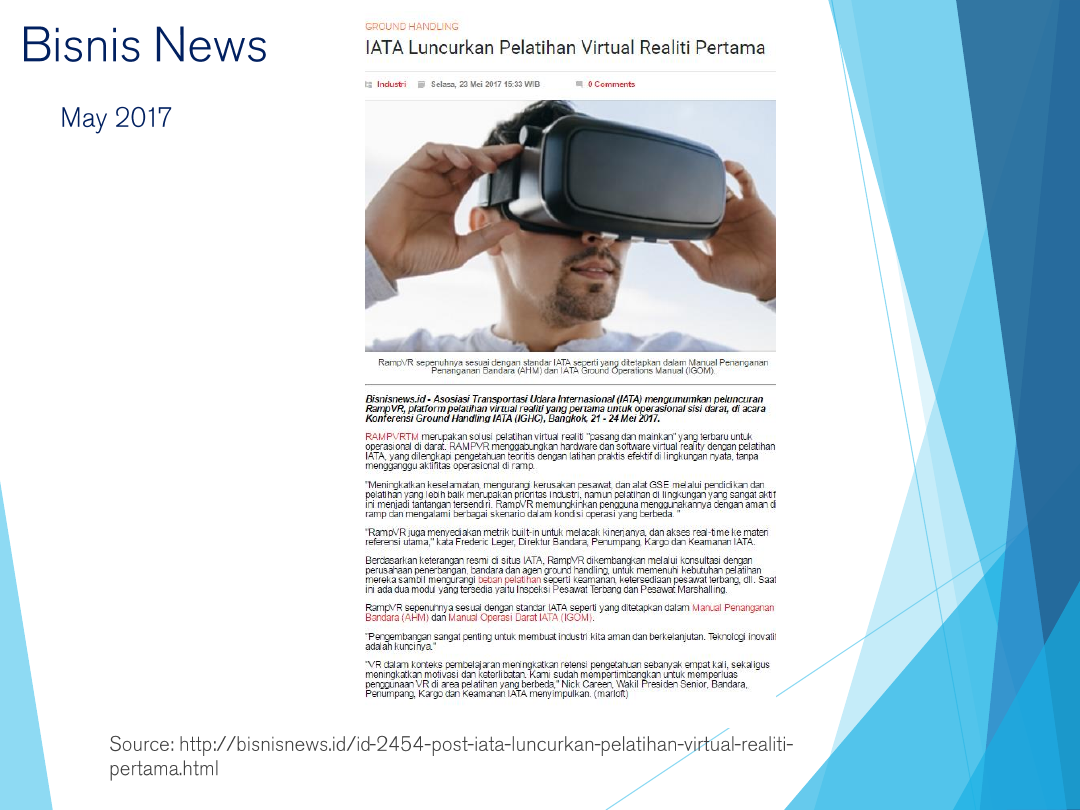 Bisnis News
May 2017
GROUND HANDLING
IATA Luncurkan Pelatihan Virtual Realiti Pertama
Industri Selasa, 23 Mei 2017 15:33 WIB 0 Comments
RampVR sepenuhnya sesuai dengan standar IATA seperti yang ditetapkan dalam Manual Penanganan
Penanganan Bandara (AHM) dan IATA Ground Operations Manual (IGOM).
Bisnisnews.id - Asosiasi Transportasi Udara Internasional (IATA) mengumumkan peluncuran
RampVR, platform pelatihan virtual realiti yang pertama untuk operasional sisi darat, di acara
Konferensi Ground Handling IATA (IGHC), Bangkok, 21 - 24 Mei 2017.
RAMPVRTM merupakan solusi pelatihan virtual realiti "pasang dan mainkan" yang terbaru untuk
operasional di darat. RAMPVR menggabungkan hardware dan software virtual reality dengan pelatihan
IATA, yang dilengkapi pengetahuan teoritis dengan latihan praktis efektif di lingkungan nyata, tanpa
mengganggu aktifitas operasional di ramp.
"Meningkatkan keselamatan, mengurangi kerusakan pesawat, dan alat GSE melalui pendidikan dan
pelatihan yang lebih baik merupakan prioritas industri, namun pelatihan di lingkungan yang sangat aktif
ini menjadi tantangan tersendiri. RampVR memungkinkan pengguna menggunakannya dengan aman di
ramp dan mengalami berbagai skenario dalam kondisi operasi yang berbeda. "
"RampVR juga menyediakan metrik built-in untuk melacak kinerjanya, dan akses real-time ke materi
referensi utama," kata Frederic Leger, Direktur Bandara, Penumpang, Kargo dan Keamanan IATA.
Berdasarkan keterangan resmi di situs IATA, RampVR dikembangkan melalui konsultasi dengan
perusahaan penerbangan, bandara dan agen ground handling, untuk memenuhi kebutuhan pelatihan
mereka sambil mengurangi beban pelatihan seperti keamanan, ketersediaan pesawat terbang, dll. Saat
ini ada dua modul yang tersedia yaitu Inspeksi Pesawat Terbang dan Pesawat Marshalling.
RampVR sepenuhnya sesuai dengan standar IATA seperti yang ditetapkan dalam Manual Penanganan
Bandara (AHM) dan Manual Operasi Darat IATA (IGOM).
"Pengembangan sangat penting untuk membuat industri kita aman dan berkelanjutan. Teknologi inovatif
adalah kuncinya."
"VR dalam konteks pembelajaran meningkatkan retensi pengetahuan sebanyak empat kali, sekaligus
meningkatkan motivasi dan keterlibatan. Kami sudah mempertimbangkan untuk memperluas
penggunaan VR di area pelatihan yang berbeda," Nick Careen, Wakil Presiden Senior, Bandara,
Penumpang, Kargo dan Keamanan IATA menyimpulkan. (marloft)
Source: http://bisnisnews.id/id-2454-post-iata-luncurkan-pelatihan-virtual-realiti-
pertama.html